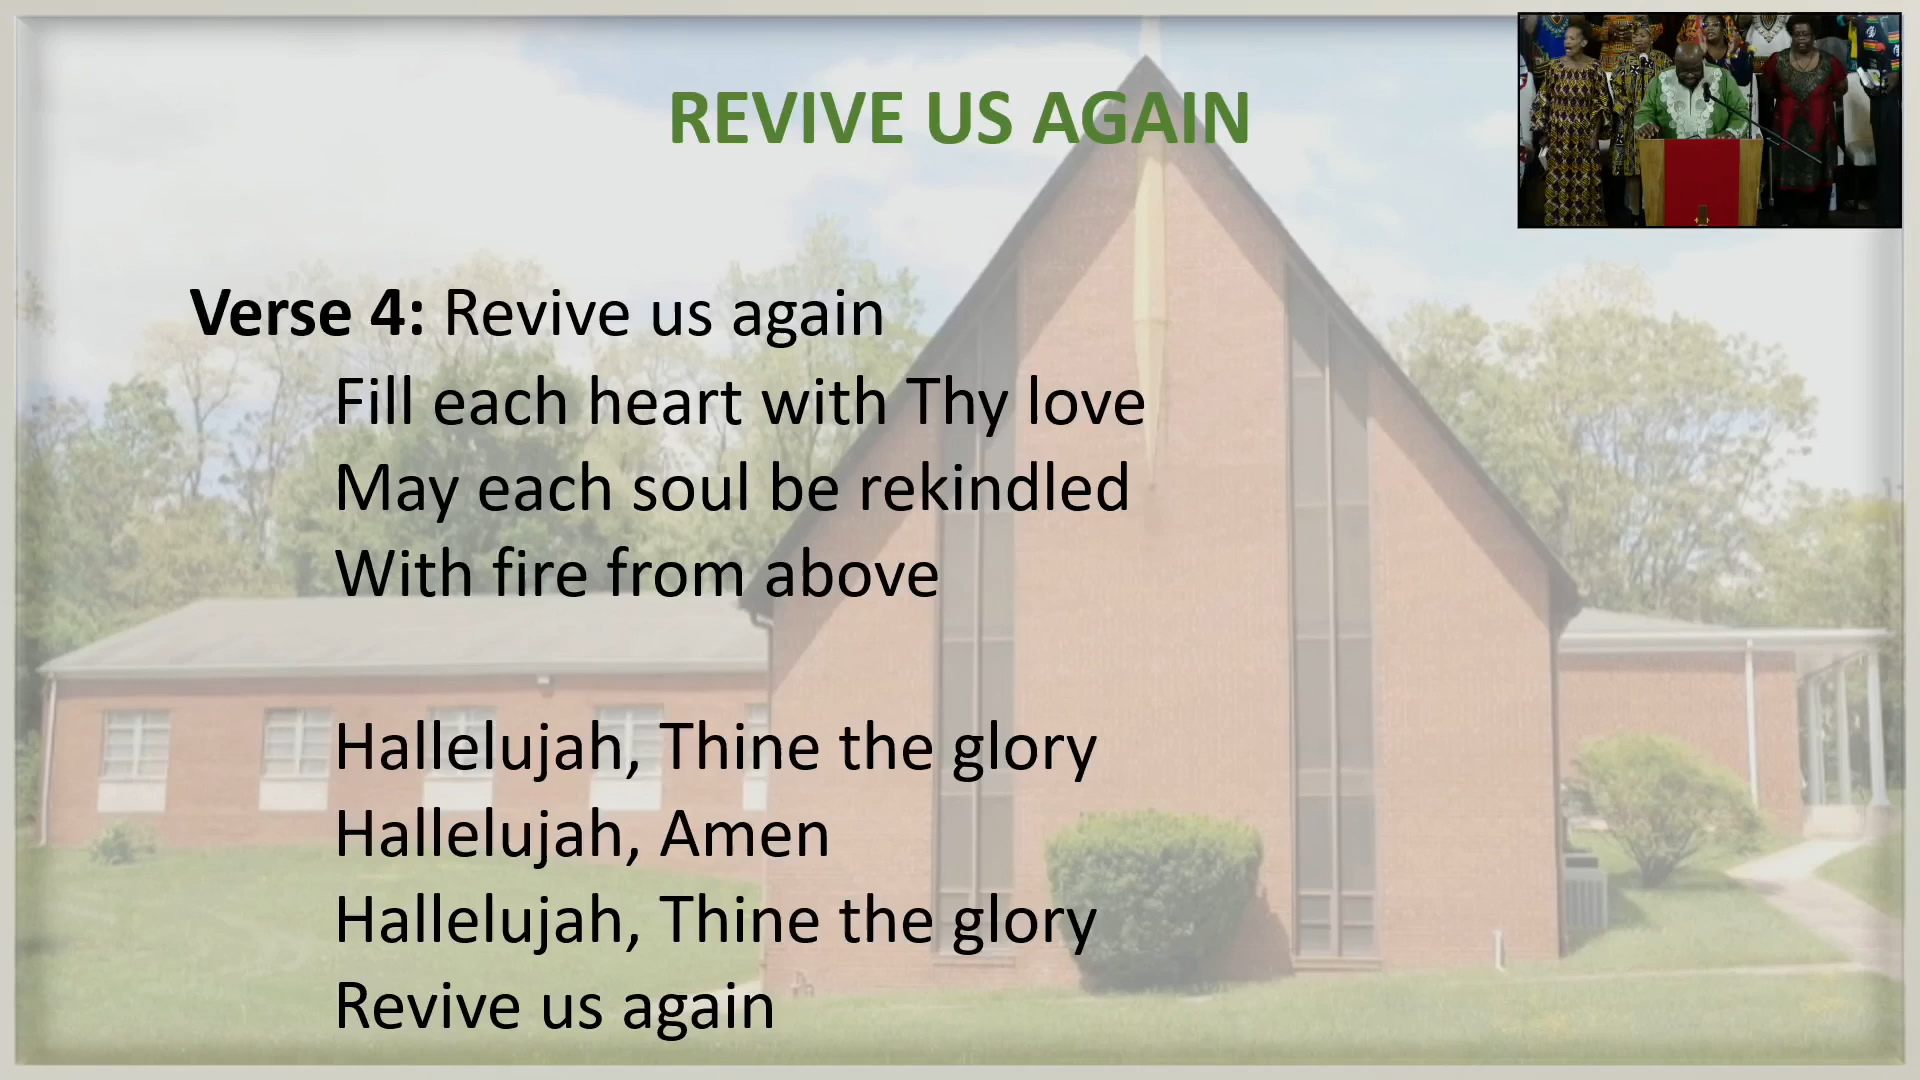 REVIVE US AGAIN
Verse 4: Revive us again
Fill each heart with Thy love
May each soul be rekindled
With fire from above
Hallelujah, Thine the glory
Hallelujah, Amen
Hallelujah, Thine the glory
Revive us again